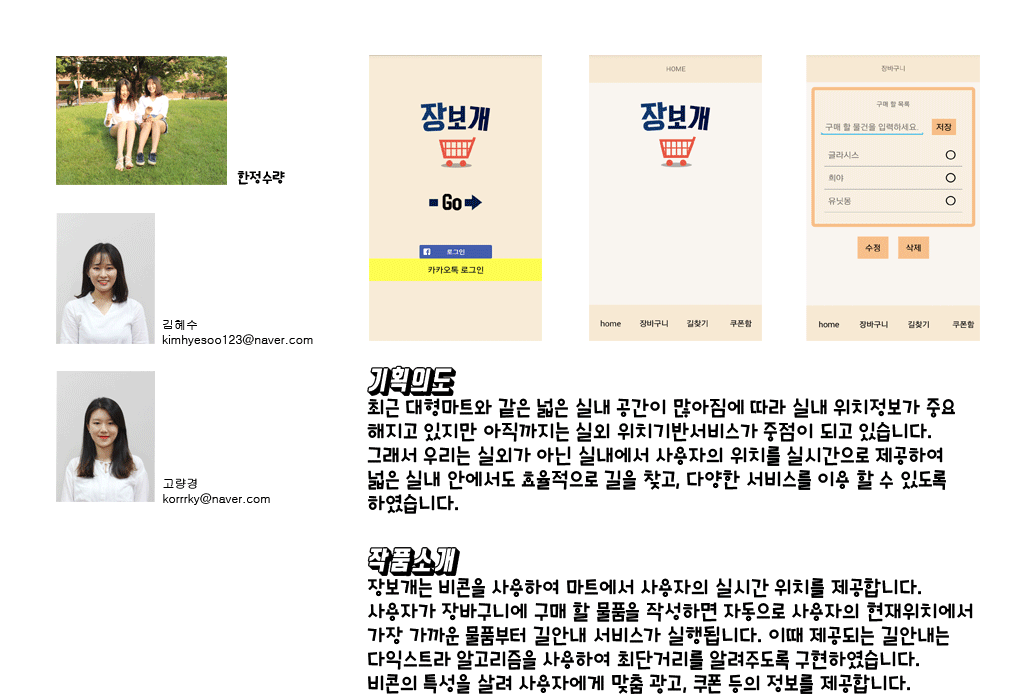 한정수량
김혜수
kimhyesoo123@naver.com
고량경
korrrky@naver.com
장보개
Go
로그인
카카오톡 로그인
HOME
장보개
home 장바구니 길찾기 쿠폰함
장바구니
구매 할 목록
구매 할 물건을 입력하세요. 저장
글라시스
희야
유닛몽
수정 삭제
home 장바구니 길찾기 쿠폰함
기획의도
최근 대형마트와 같은 넓은 실내 공간이 많아짐에 따라 실내 위치정보가 중요
해지고 있지만 아직까지는 실외 위치기반서비스가 중점이 되고 있습니다.
그래서 우리는 실외가 아닌 실내에서 사용자의 위치를 실시간으로 제공하여
넓은 실내 안에서도 효율적으로 길을 찾고, 다양한 서비스를 이용 할 수 있도록
하였습니다.
작품소개
장보개는 비콘을 사용하여 마트에서 사용자의 실시간 위치를 제공합니다.
사용자가 장바구니에 구매 할 물품을 작성하면 자동으로 사용자의 현재위치에서
가장 가까운 물품부터 길안내 서비스가 실행됩니다. 이때 제공되는 길안내는
다익스트라 알고리즘을 사용하여 최단거리를 알려주도록 구현하였습니다.
비콘의 특성을 살려 사용자에게 맞춤 광고, 쿠폰 등의 정보를 제공합니다.